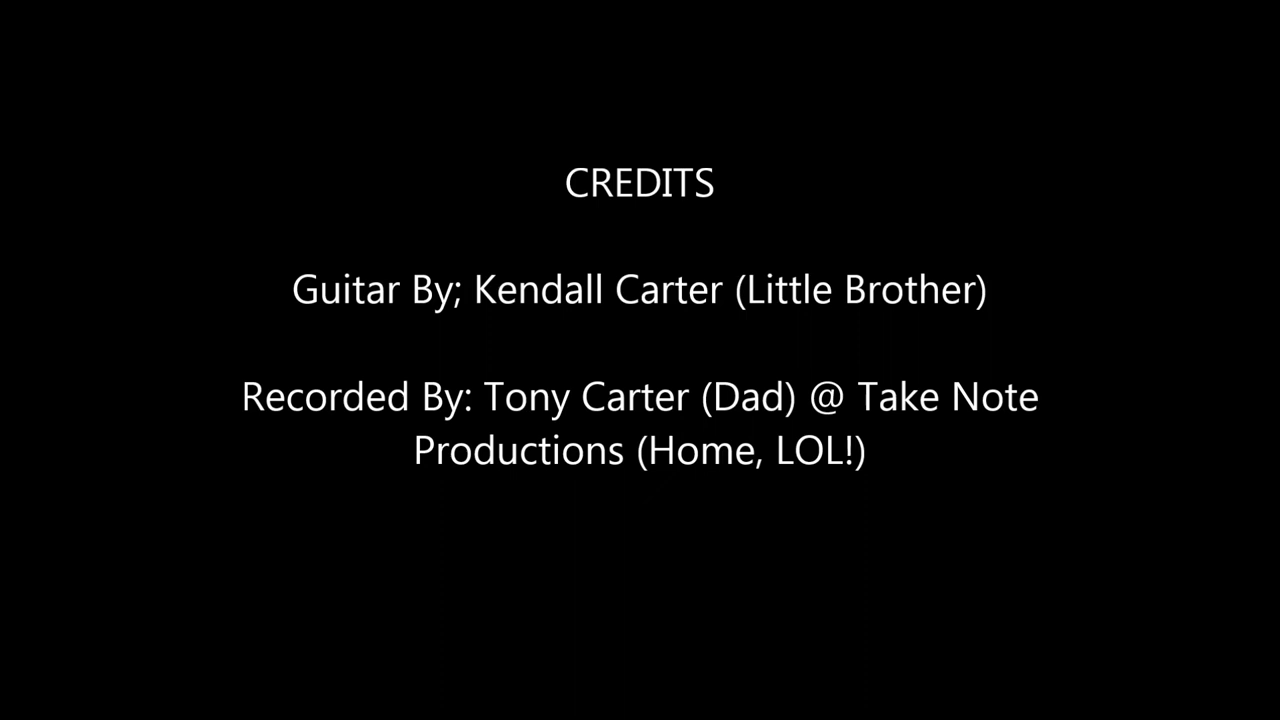 CREDITS
Guitar By; Kendall Carter (Little Brother)
Recorded By: Tony Carter (Dad) @ Take Note
Productions (Home, LOL!)